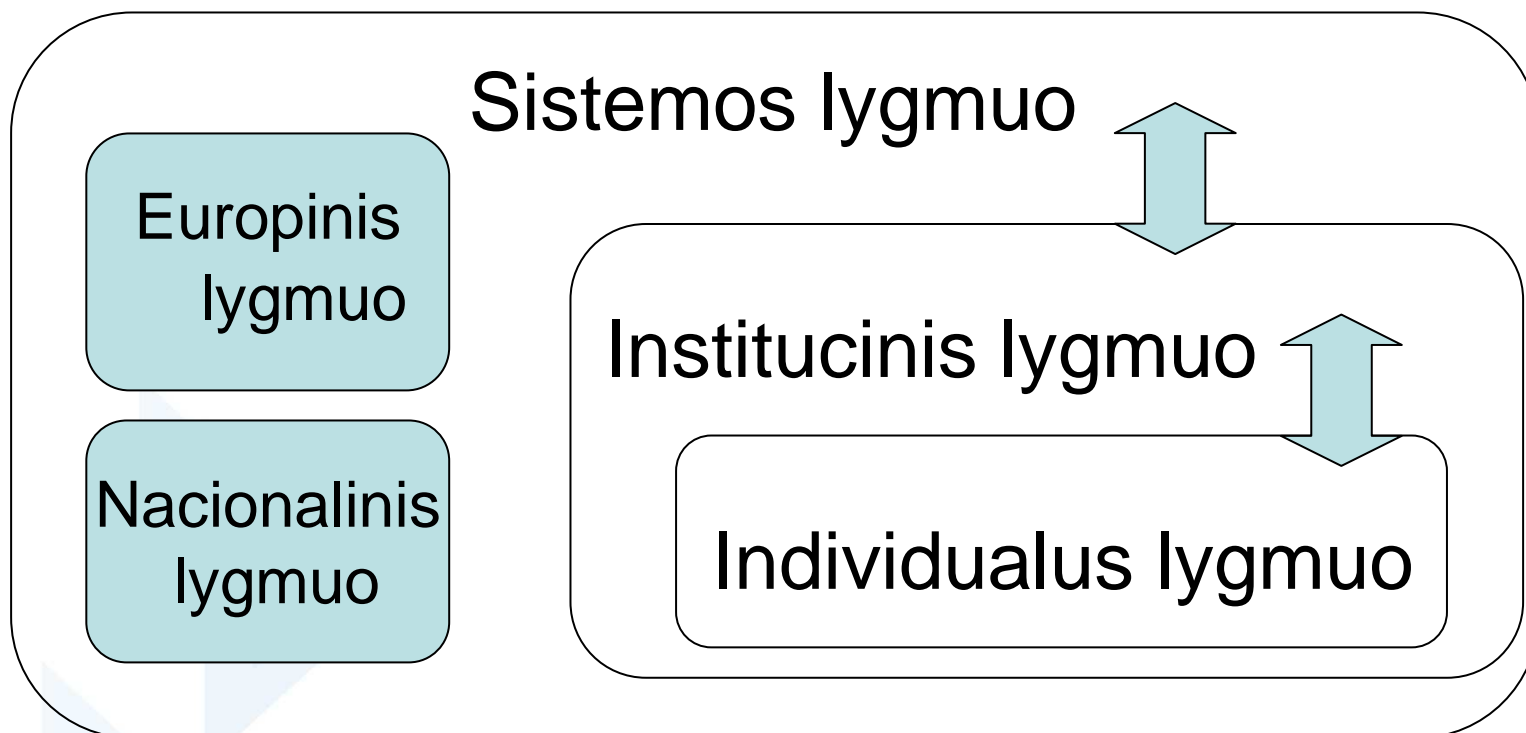 Sistemos lygmuo
Europinis
lygmuo
Nacionalinis
lygmuo
Institucinis lygmuo
Individualus lygmuo